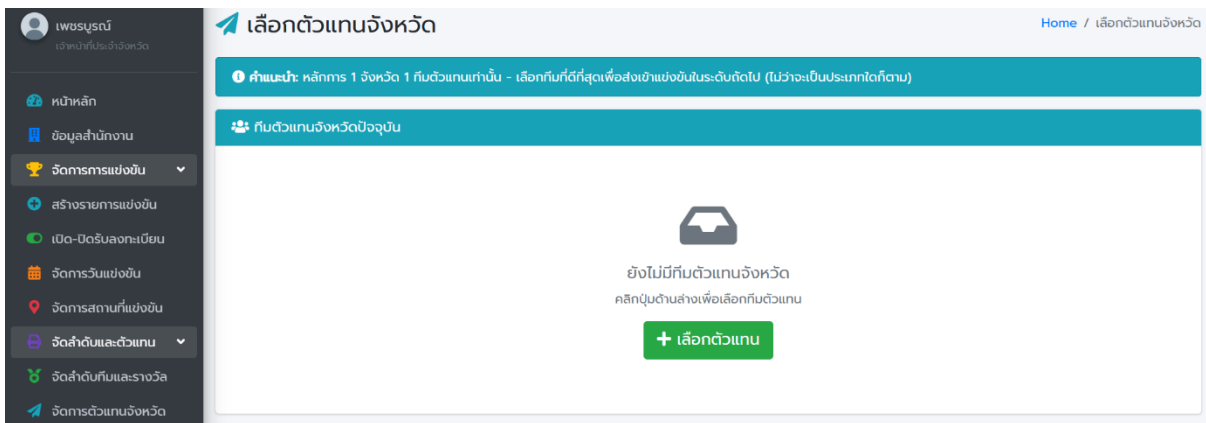 เพชรบูรณ์
เจ้าหน้าที่ประจำจังหวัด
หน้าหลัก
ข้อมูลสำนักงาน
จัดการการแข่งขัน
สร้างรายการแข่งขัน
เปิด-ปิดรับลงทะเบียน
จัดการวันแข่งขัน
จัดการสถานที่แข่งขัน
จัดลำดับและตัวแทน
จัดลำดับทีมและรางวัล
จัดการตัวแทนจังหวัด
เลือกตัวแทนจังหวัด
Home / เลือกตัวแทนจังหวัด
คำแนะนำ: หลักการ 1 จังหวัด 1 ทีมตัวแทนเท่านั้น - เลือกทีมที่ดีที่สุดเพื่อส่งเข้าแข่งขันในระดับถัดไป (ไม่ว่าจะเป็นประเภทใดก็ตาม)
ทีมตัวแทนจังหวัดปัจจุบัน
ยังไม่มีทีมตัวแทนจังหวัด
คลิกปุ่มด้านล่างเพื่อเลือกทีมตัวแทน
เลือกตัวแทน